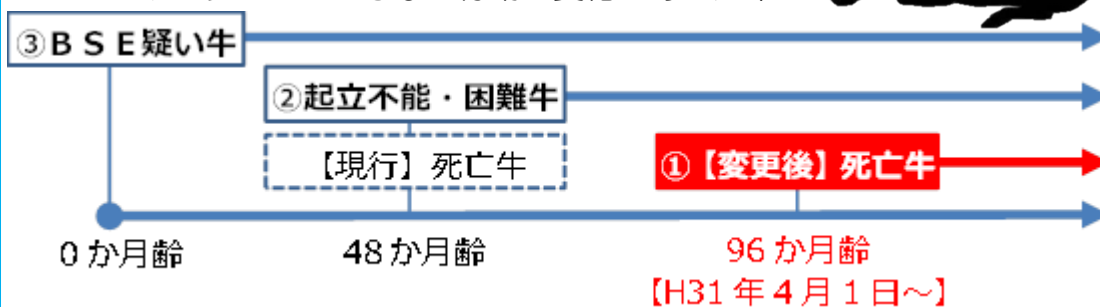 ③ＢＳＥ疑い牛
②起立不能・困難牛
【現行】死亡牛
①【変更後】死亡牛
0か月齢
48か月齢
96か月齢
【H31年4月1日～】